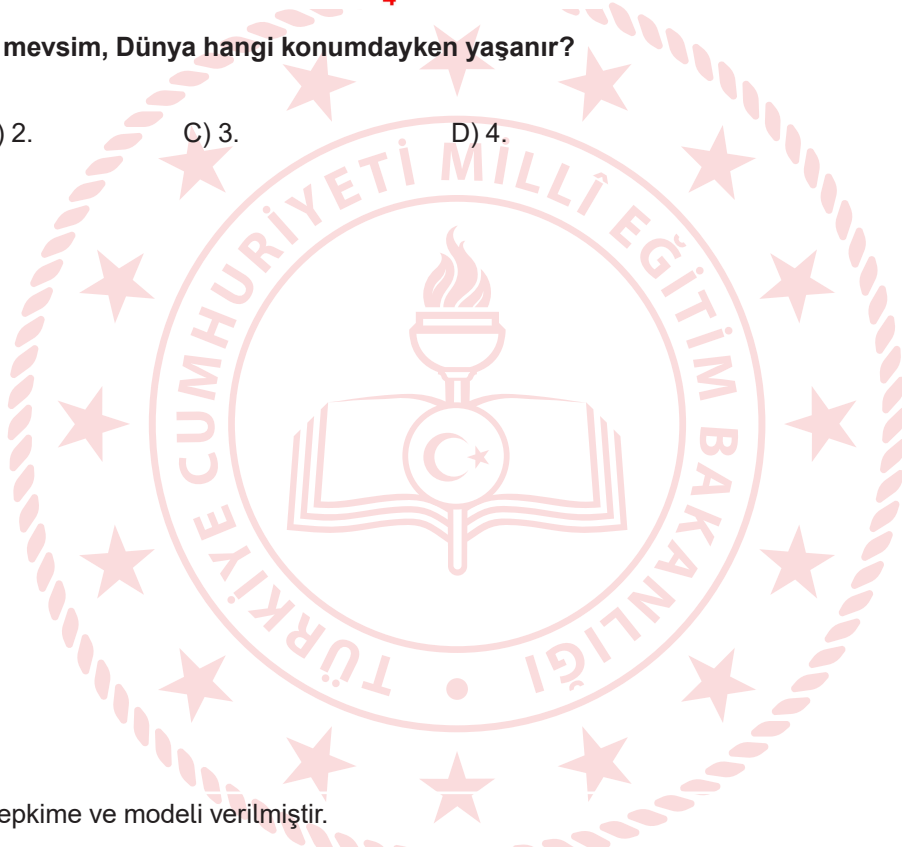 mevsim, Dünya hangi konumdayken yaşanır?
) 2. C) 3. D) 4.
TÜRKİYE CUMHURİYETİ MİLLÎ EĞİTİM BAKANLIĞI
epkime ve modeli verilmiştir.